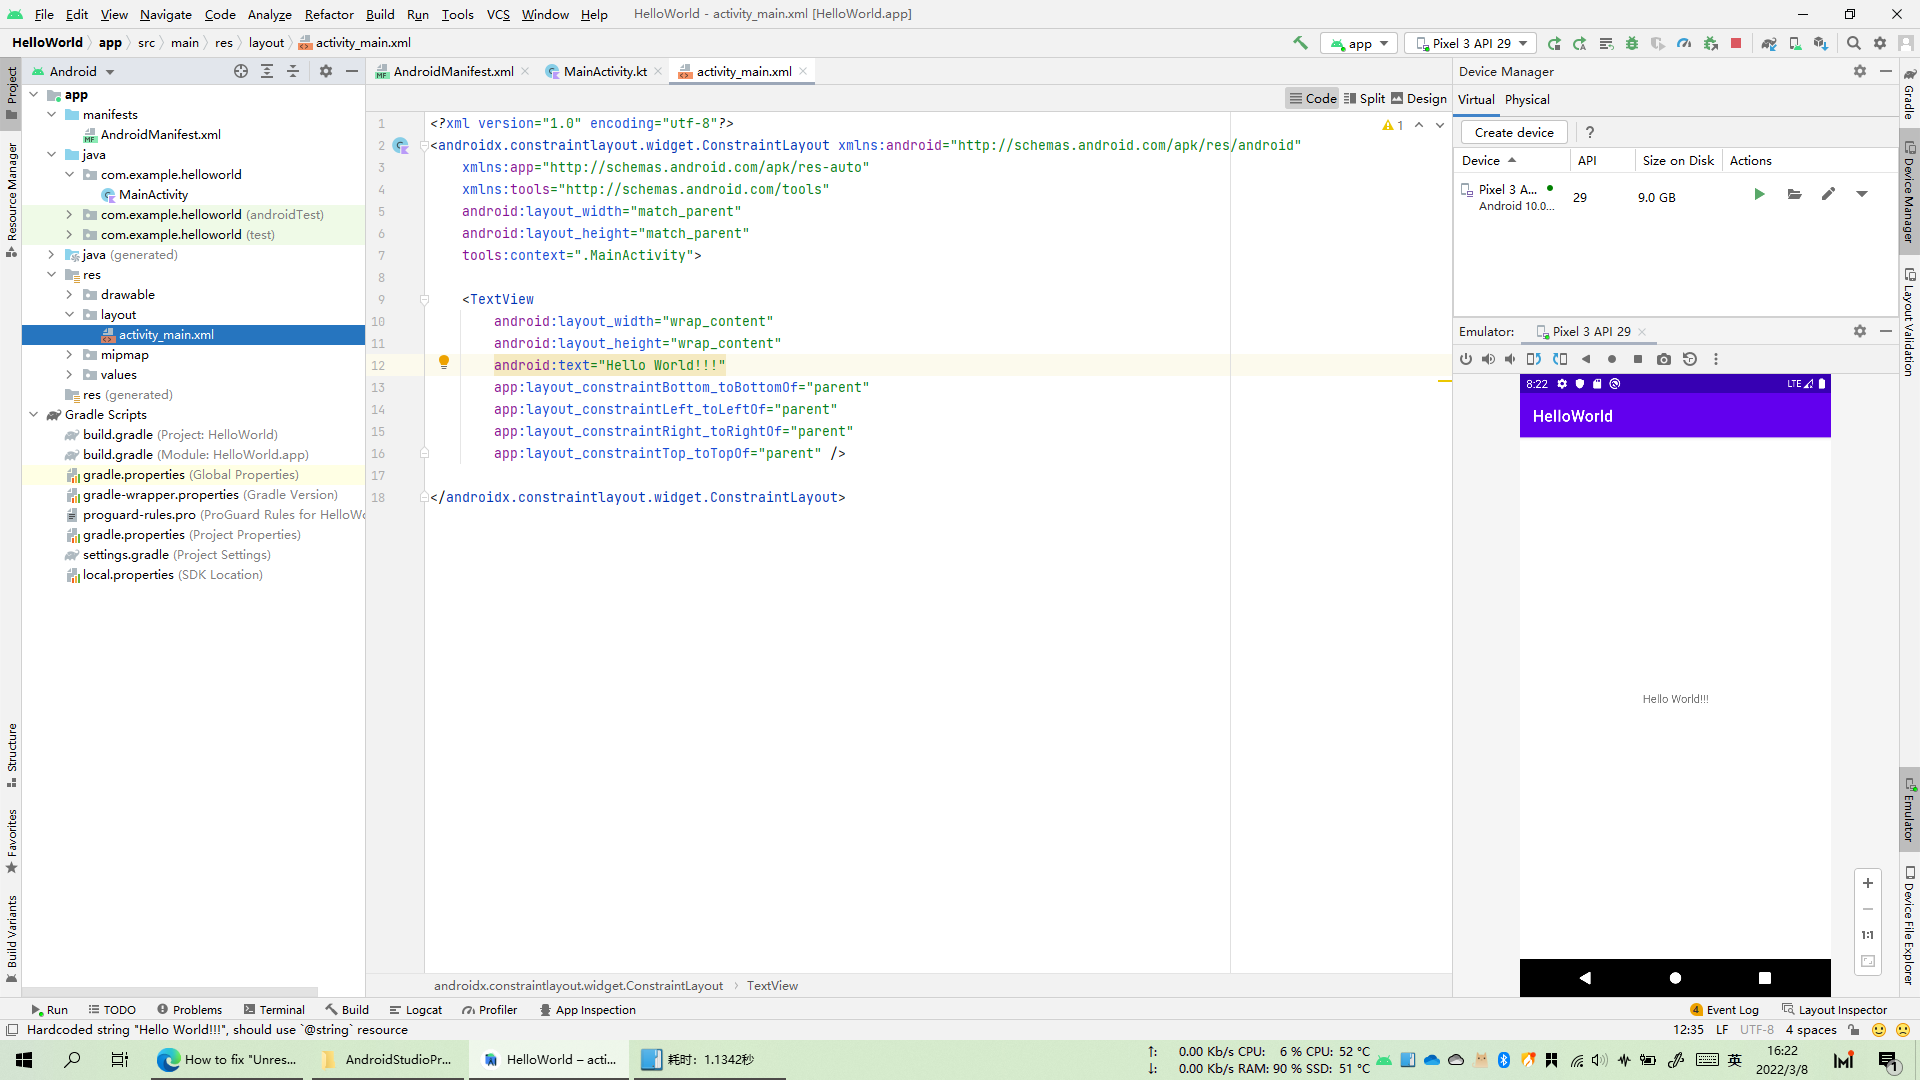 File Edit View Navigate Code Analyze Refactor Build Run Tools VCS Window Help HelloWorld - activity_main.xml [HelloWorld.app]
HelloWorld app src main res layout activity_main.xml app Pixel 3 API 29
Android
AndroidManifest.xml MainActivity.kt activity_main.xml
Code Split Design
Project
Resource Manager
Structure
Favorites
Build Variants
app
manifests
AndroidManifest.xml
java
com.example.helloworld
MainActivity
com.example.helloworld (androidTest)
com.example.helloworld (test)
java (generated)
res
drawable
layout
activity_main.xml
mipmap
values
res (generated)
Gradle Scripts
build.gradle (Project: HelloWorld)
build.gradle (Module: HelloWorld.app)
gradle.properties (Global Properties)
gradle-wrapper.properties (Gradle Version)
proguard-rules.pro (ProGuard Rules for HelloWo
gradle.properties (Project Properties)
settings.gradle (Project Settings)
local.properties (SDK Location)
1 <?xml version="1.0" encoding="utf-8"?>
2 <androidx.constraintlayout.widget.ConstraintLayout xmlns:android="http://schemas.android.com/apk/res/android"
3 xmlns:app="http://schemas.android.com/apk/res-auto"
4 xmlns:tools="http://schemas.android.com/tools"
5 android:layout_width="match_parent"
6 android:layout_height="match_parent"
7 tools:context=".MainActivity">
8
9 <TextView
10 android:layout_width="wrap_content"
11 android:layout_height="wrap_content"
12 android:text="Hello World!!!"
13 app:layout_constraintBottom_toBottomOf="parent"
14 app:layout_constraintLeft_toLeftOf="parent"
15 app:layout_constraintRight_toRightOf="parent"
16 app:layout_constraintTop_toTopOf="parent" />
17
18 </androidx.constraintlayout.widget.ConstraintLayout>
1
androidx.constraintlayout.widget.ConstraintLayout TextView
Device Manager
Virtual Physical
Create device ?
Device API Size on Disk Actions
Pixel 3 A... 29 9.0 GB
Android 10.0...
Emulator: Pixel 3 API 29
8:22 LTE
HelloWorld
Hello World!!!
1:1
Gradle
Device Manager
Layout Validation
Emulator
Device File Explorer
Run TODO Problems Terminal Build Logcat Profiler App Inspection 4 Event Log Layout Inspector
Hardcoded string "Hello World!!!", should use `@string` resource 12:35 LF UTF-8 4 spaces
How to fix "Unres... AndroidStudioPr... HelloWorld – acti... 耗时: 1.1342秒
↑: 0.00 Kb/s CPU: 6 % CPU: 52 °C
↓: 0.00 Kb/s RAM: 90 % SSD: 51 °C
英 16:22
2022/3/8
1